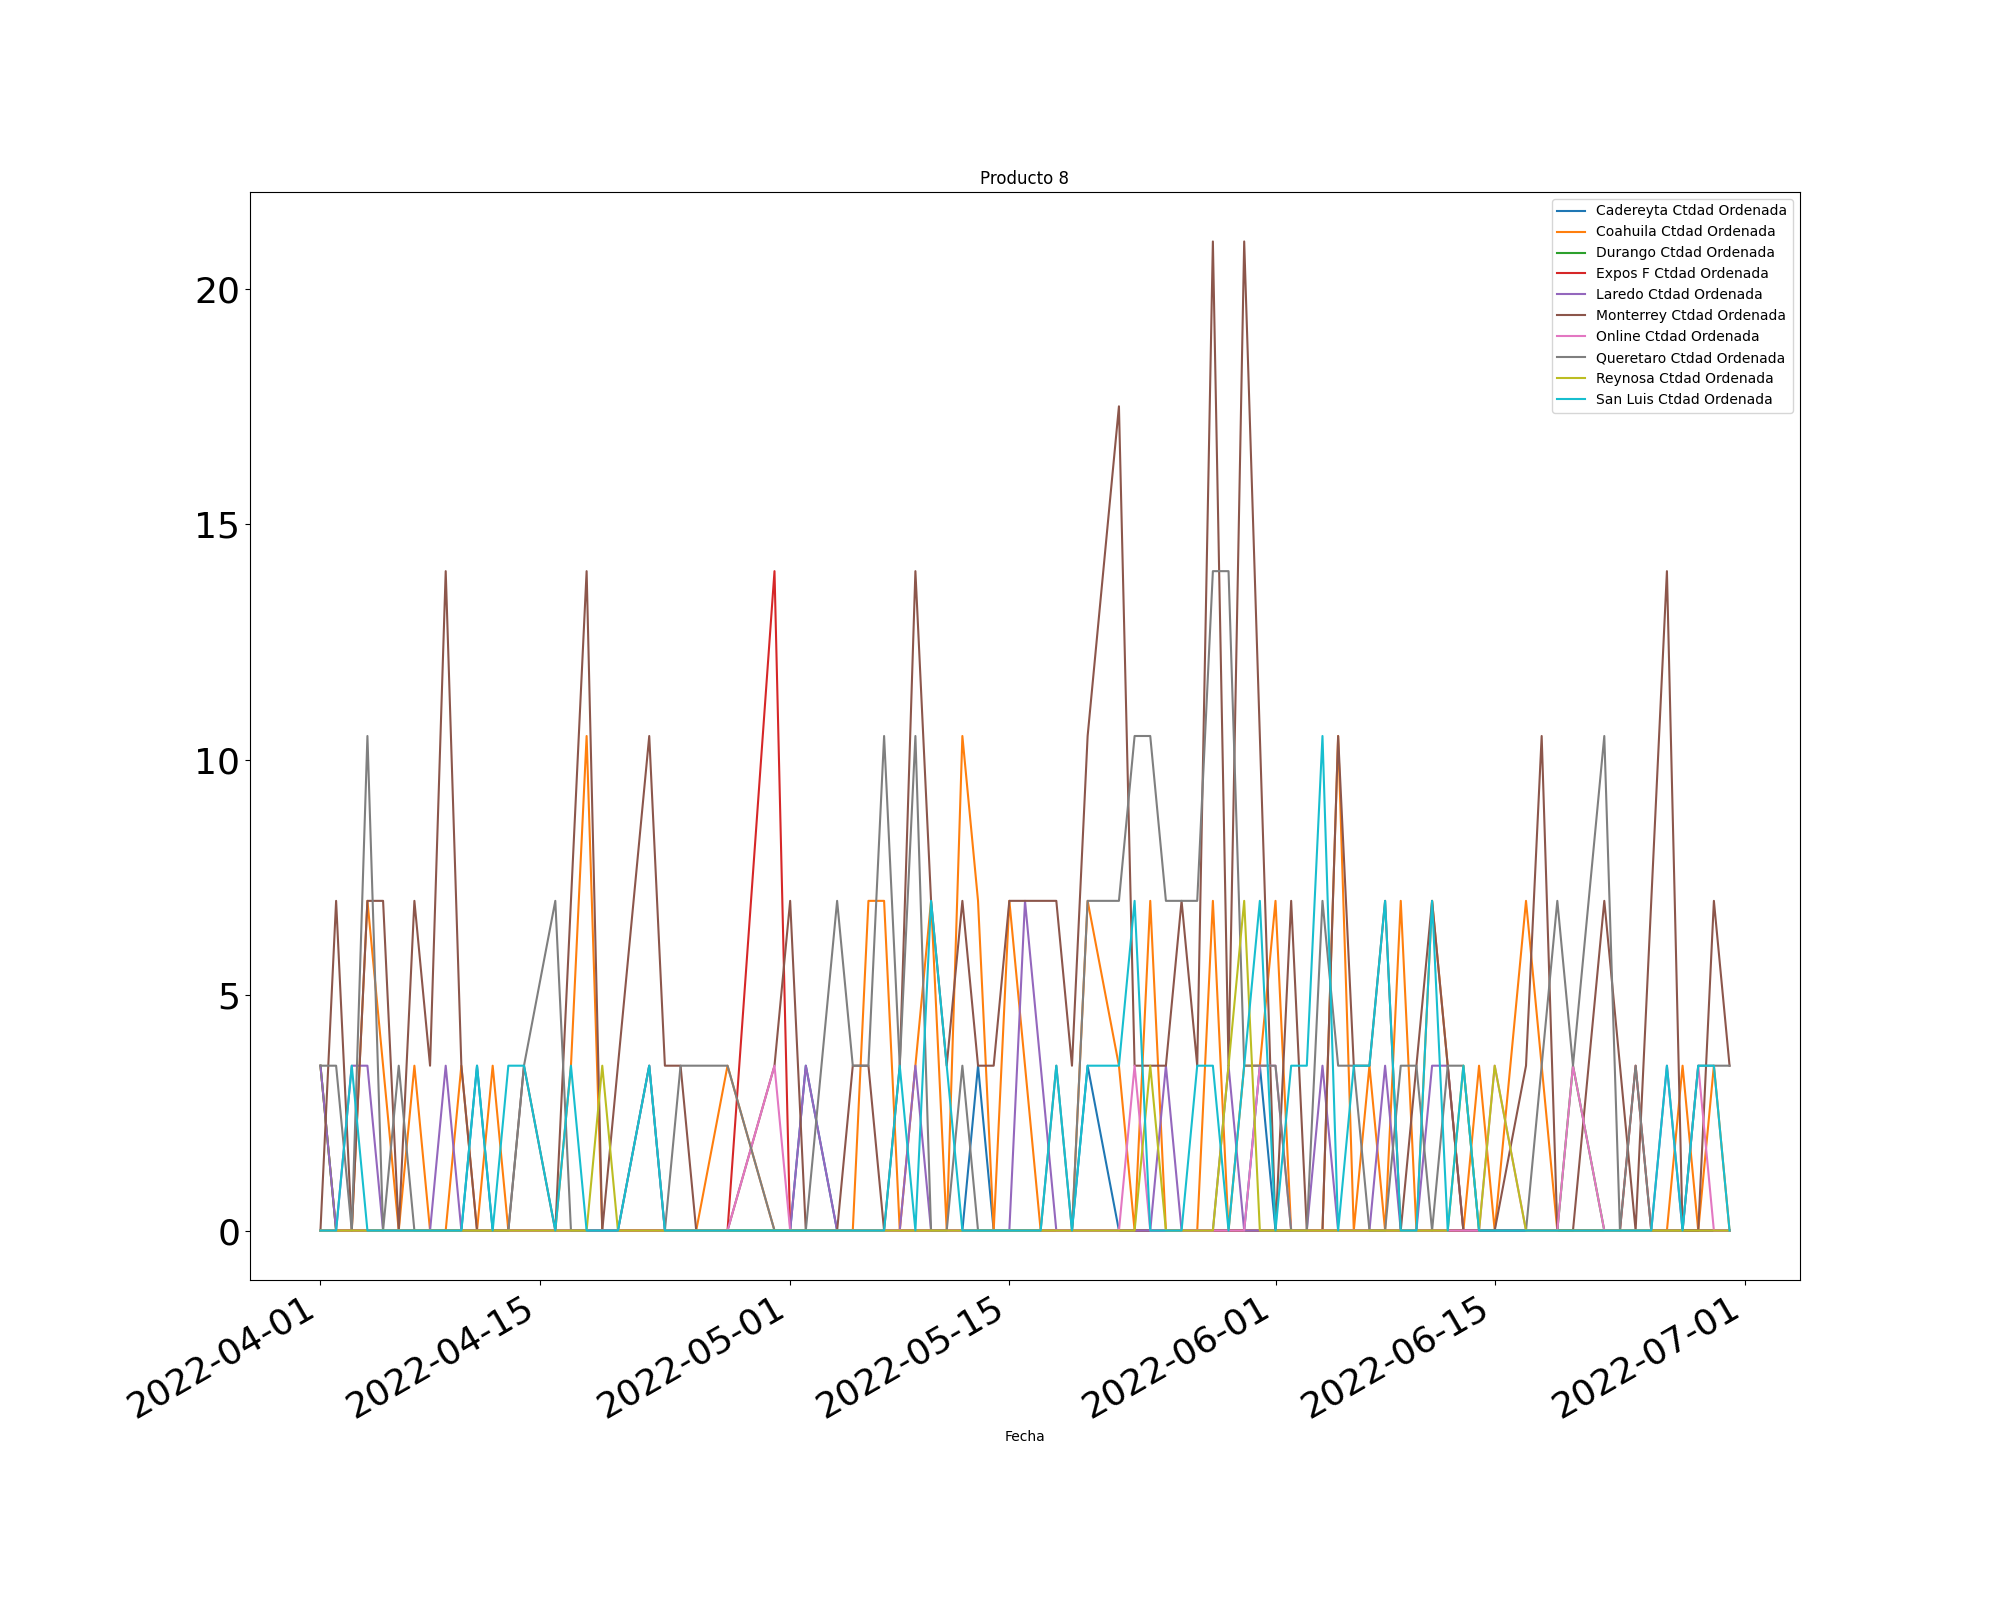 Producto 8
Cadereyta Ctdad Ordenada
Coahuila Ctdad Ordenada
Durango Ctdad Ordenada
Expos F Ctdad Ordenada
Laredo Ctdad Ordenada
Monterrey Ctdad Ordenada
Online Ctdad Ordenada
Queretaro Ctdad Ordenada
Reynosa Ctdad Ordenada
San Luis Ctdad Ordenada
20
15
10
5
0
2022-04-01
2022-04-15
2022-05-01
2022-05-15
2022-06-01
2022-06-15
2022-07-01
Fecha